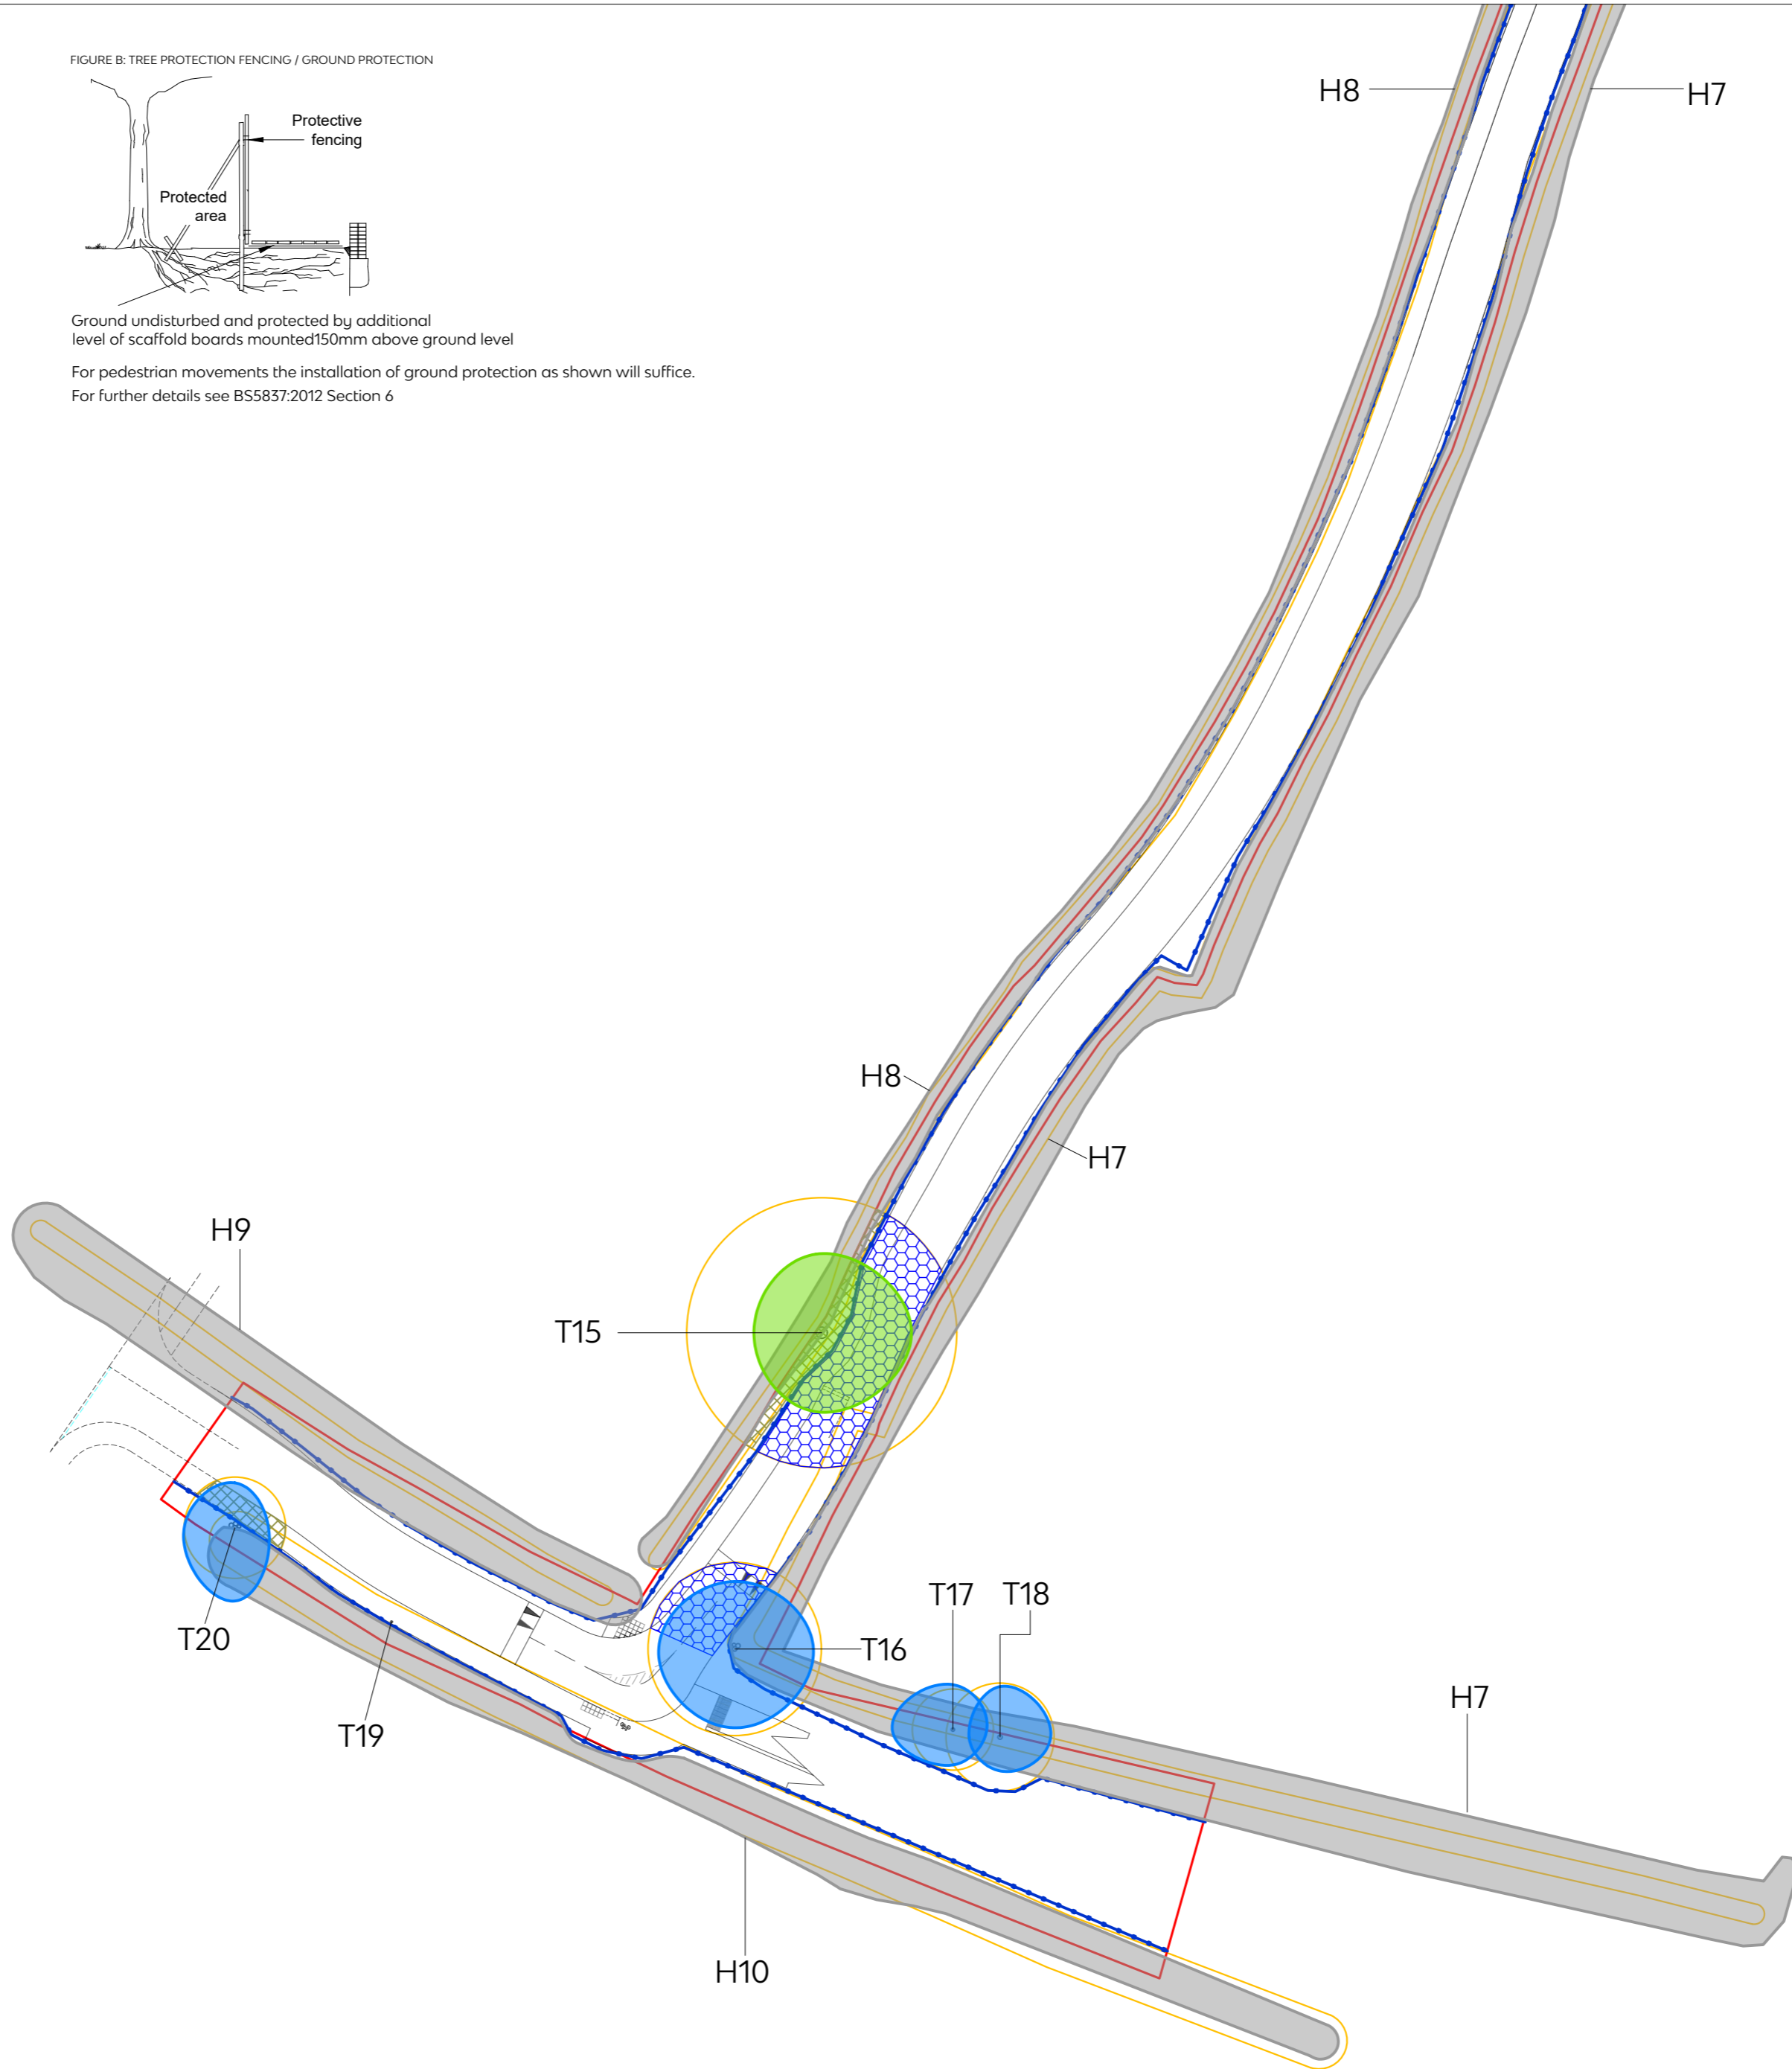 FIGURE B: TREE PROTECTION FENCING / GROUND PROTECTION
Protective
fencing
Protected
area
Ground undisturbed and protected by additional
level of scaffold boards mounted150mm above ground level
For pedestrian movements the installation of ground protection as shown will suffice.
For further details see BS5837:2012 Section 6
H8
H7
H8
H7
H9
T15
T17
T18
T20
T16
H7
T19
H10